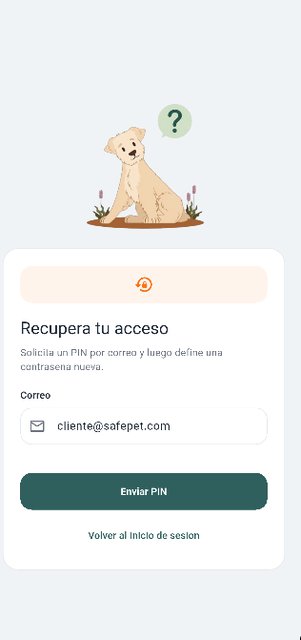 ?
Recupera tu acceso
Solicita un PIN por correo y luego define una
contrasena nueva.
Correo
cliente@safepet.com
Enviar PIN
Volver al inicio de sesion